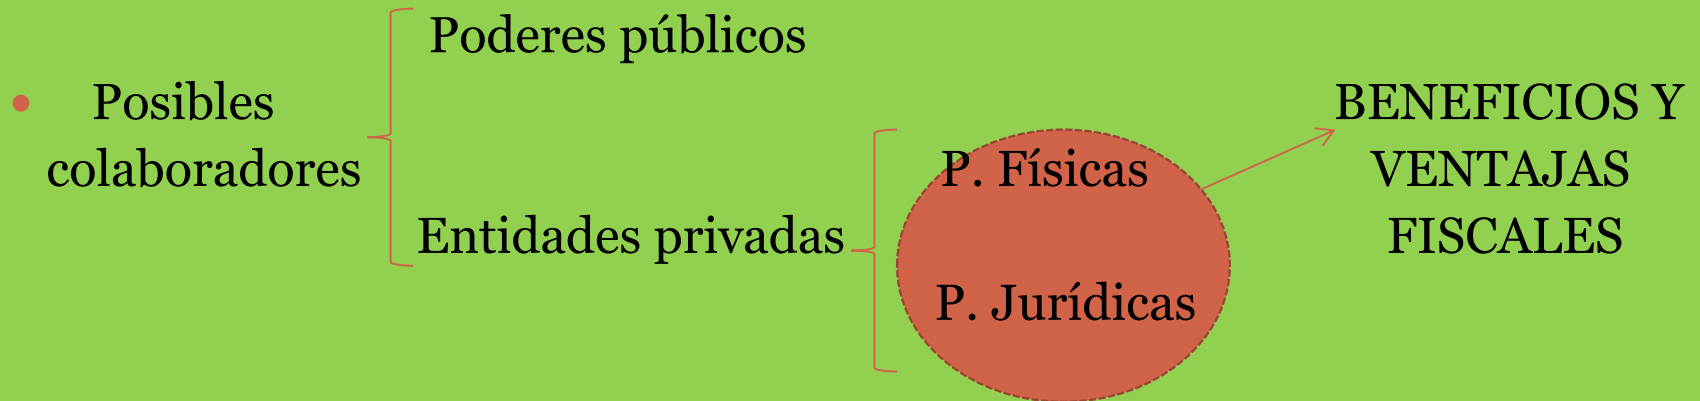 Poderes públicos
Posibles
colaboradores
Entidades privadas
P. Físicas
P. Jurídicas
BENEFICIOS Y
VENTAJAS
FISCALES